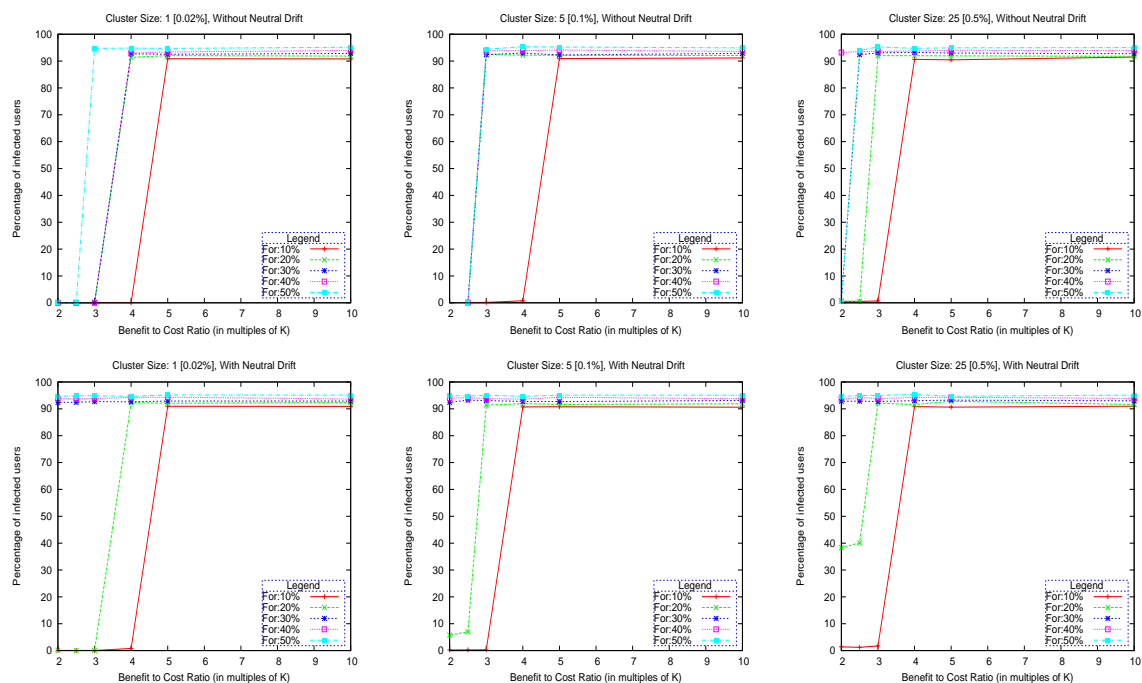 Cluster Size: 1 [0.02%], Without Neutral Drift
Percentage of infected users
100
90
80
70
60
50
40
30
20
10
0
2 3 4 5 6 7 8 9 10
Benefit to Cost Ratio (in multiples of K)
Legend
For:10%
For:20%
For:30%
For:40%
For:50%
Cluster Size: 5 [0.1%], Without Neutral Drift
Percentage of infected users
100
90
80
70
60
50
40
30
20
10
0
2 3 4 5 6 7 8 9 10
Benefit to Cost Ratio (in multiples of K)
Legend
For:10%
For:20%
For:30%
For:40%
For:50%
Cluster Size: 25 [0.5%], Without Neutral Drift
Percentage of infected users
100
90
80
70
60
50
40
30
20
10
0
2 3 4 5 6 7 8 9 10
Benefit to Cost Ratio (in multiples of K)
Legend
For:10%
For:20%
For:30%
For:40%
For:50%
Cluster Size: 1 [0.02%], With Neutral Drift
Percentage of infected users
100
90
80
70
60
50
40
30
20
10
0
2 3 4 5 6 7 8 9 10
Benefit to Cost Ratio (in multiples of K)
Legend
For:10%
For:20%
For:30%
For:40%
For:50%
Cluster Size: 5 [0.1%], With Neutral Drift
Percentage of infected users
100
90
80
70
60
50
40
30
20
10
0
2 3 4 5 6 7 8 9 10
Benefit to Cost Ratio (in multiples of K)
Legend
For:10%
For:20%
For:30%
For:40%
For:50%
Cluster Size: 25 [0.5%], With Neutral Drift
Percentage of infected users
100
90
80
70
60
50
40
30
20
10
0
2 3 4 5 6 7 8 9 10
Benefit to Cost Ratio (in multiples of K)
Legend
For:10%
For:20%
For:30%
For:40%
For:50%